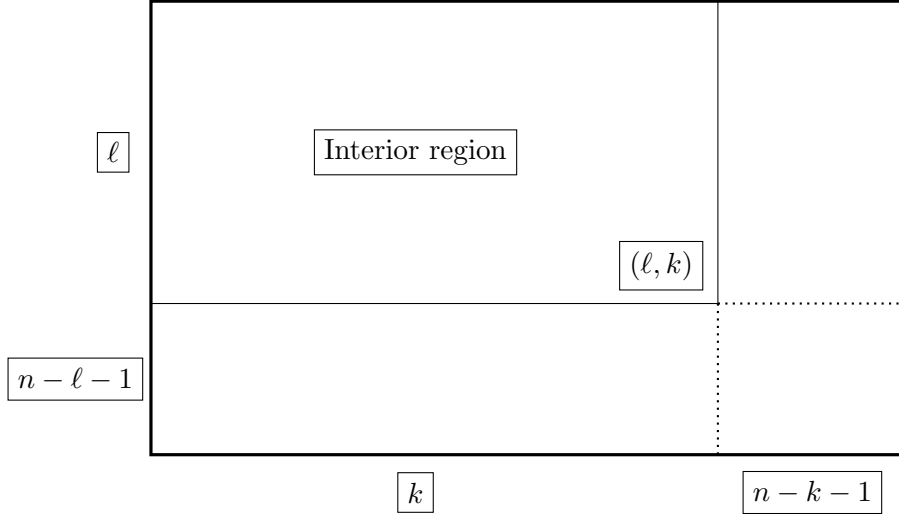 ℓ
Interior region
(ℓ, k)
n − ℓ − 1
k
n − k − 1